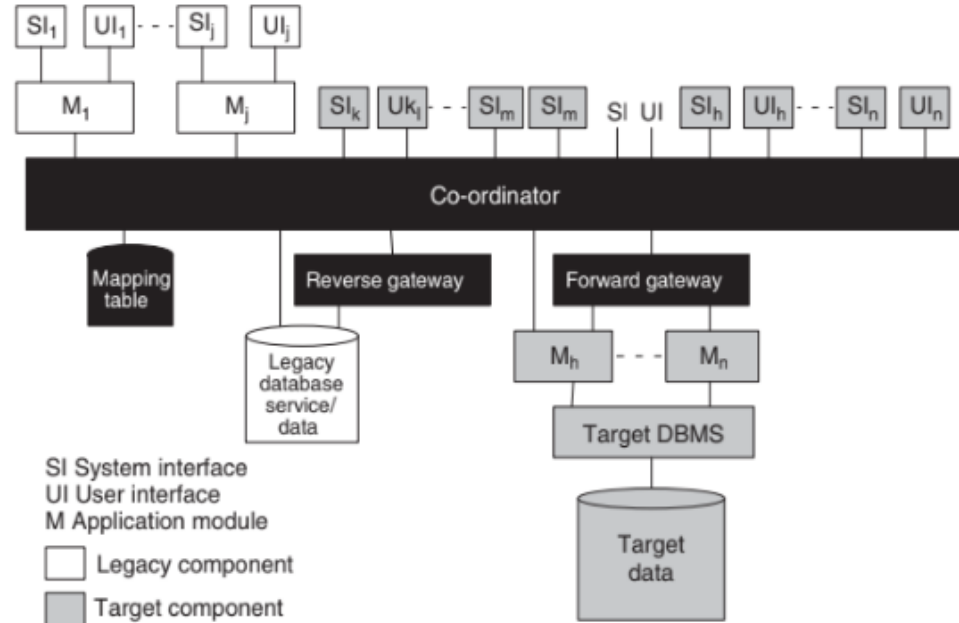 SI₁ UI₁ SIⱼ UIⱼ
M₁ Mⱼ
SIₖ Ukₗ SIₘ SIₘ SI UI SIₕ UIₕ SIₙ UIₙ
Co-ordinator
Mapping
table
Reverse gateway
Forward gateway
Legacy
database
service/
data
Mₕ Mₙ
Target DBMS
Target
data
SI System interface
UI User interface
M Application module
Legacy component
Target component